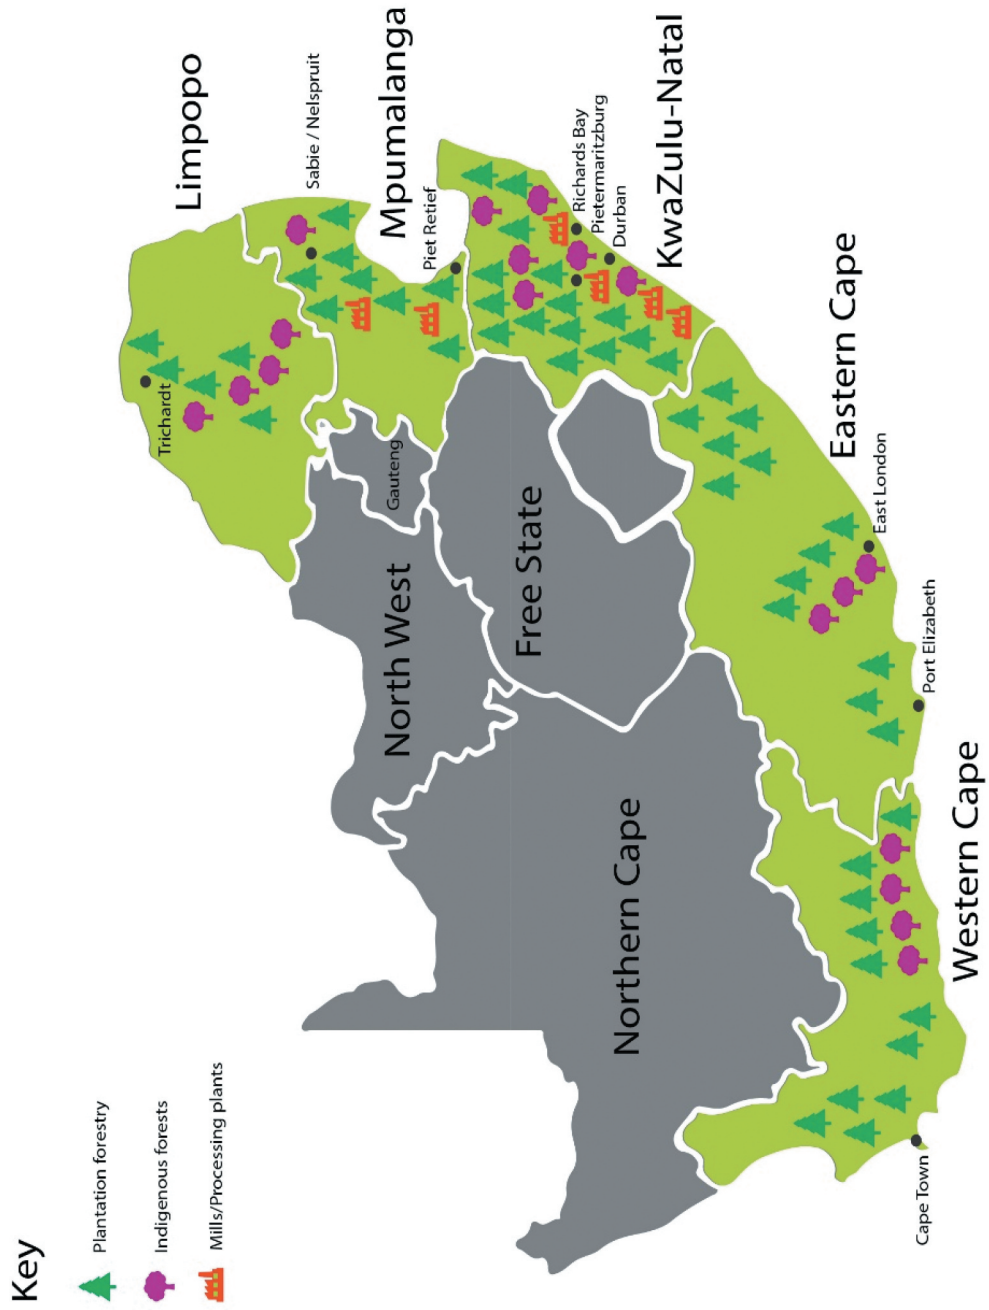 Key
Plantation forestry
Indigenous forests
Mills/Processing plants
Limpopo
Trichardt
Sabie / Nelspruit
Mpumalanga
Piet Retief
Gauteng
North West
Free State
Richards Bay
Pietermaritzburg
Durban
KwaZulu-Natal
Northern Cape
Eastern Cape
East London
Port Elizabeth
Western Cape
Cape Town